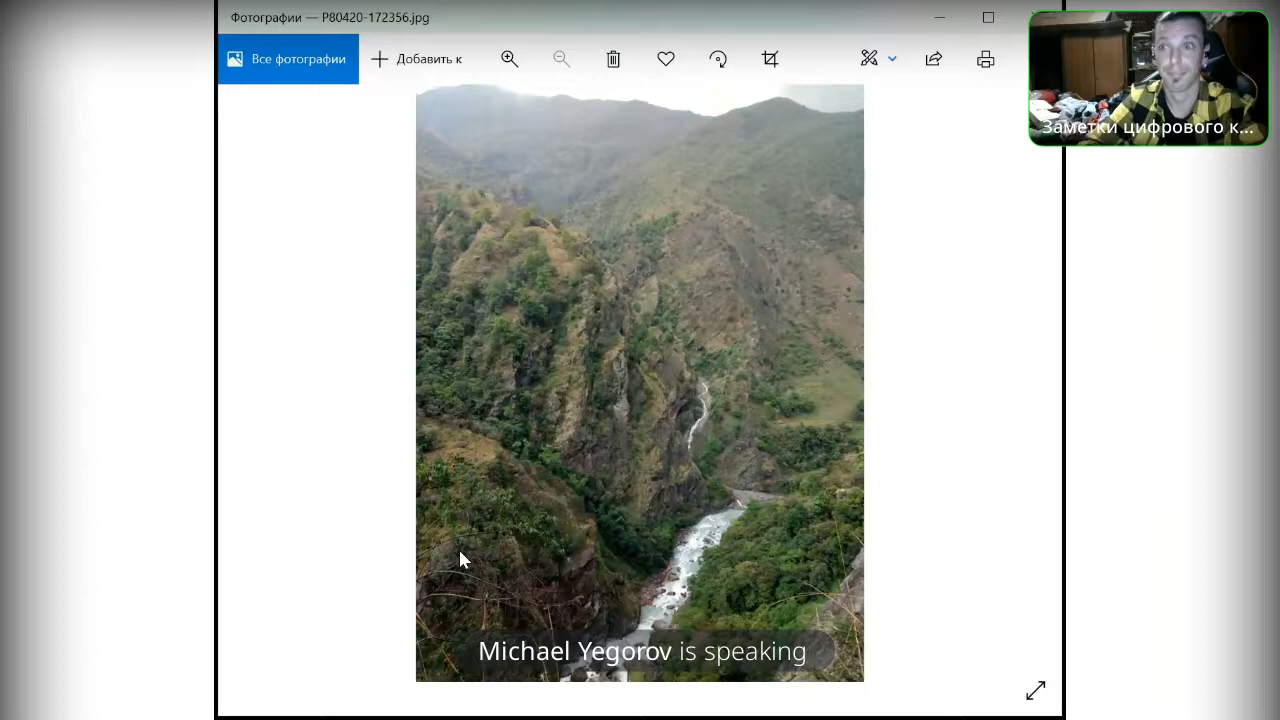 Фотографии — P80420-172356.jpg
Все фотографии
Добавить к
Заметки цифрового к...
Michael Yegorov is speaking